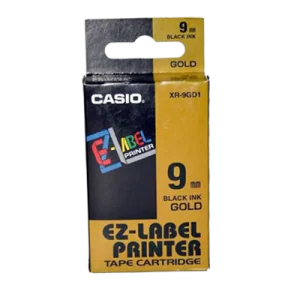 9mm
BLACK INK
GOLD
CASIO
XR-9GD1
EZ-LABEL
PRINTER
9mm
BLACK INK
GOLD
EZ-LABEL
PRINTER
TAPE CARTRIDGE